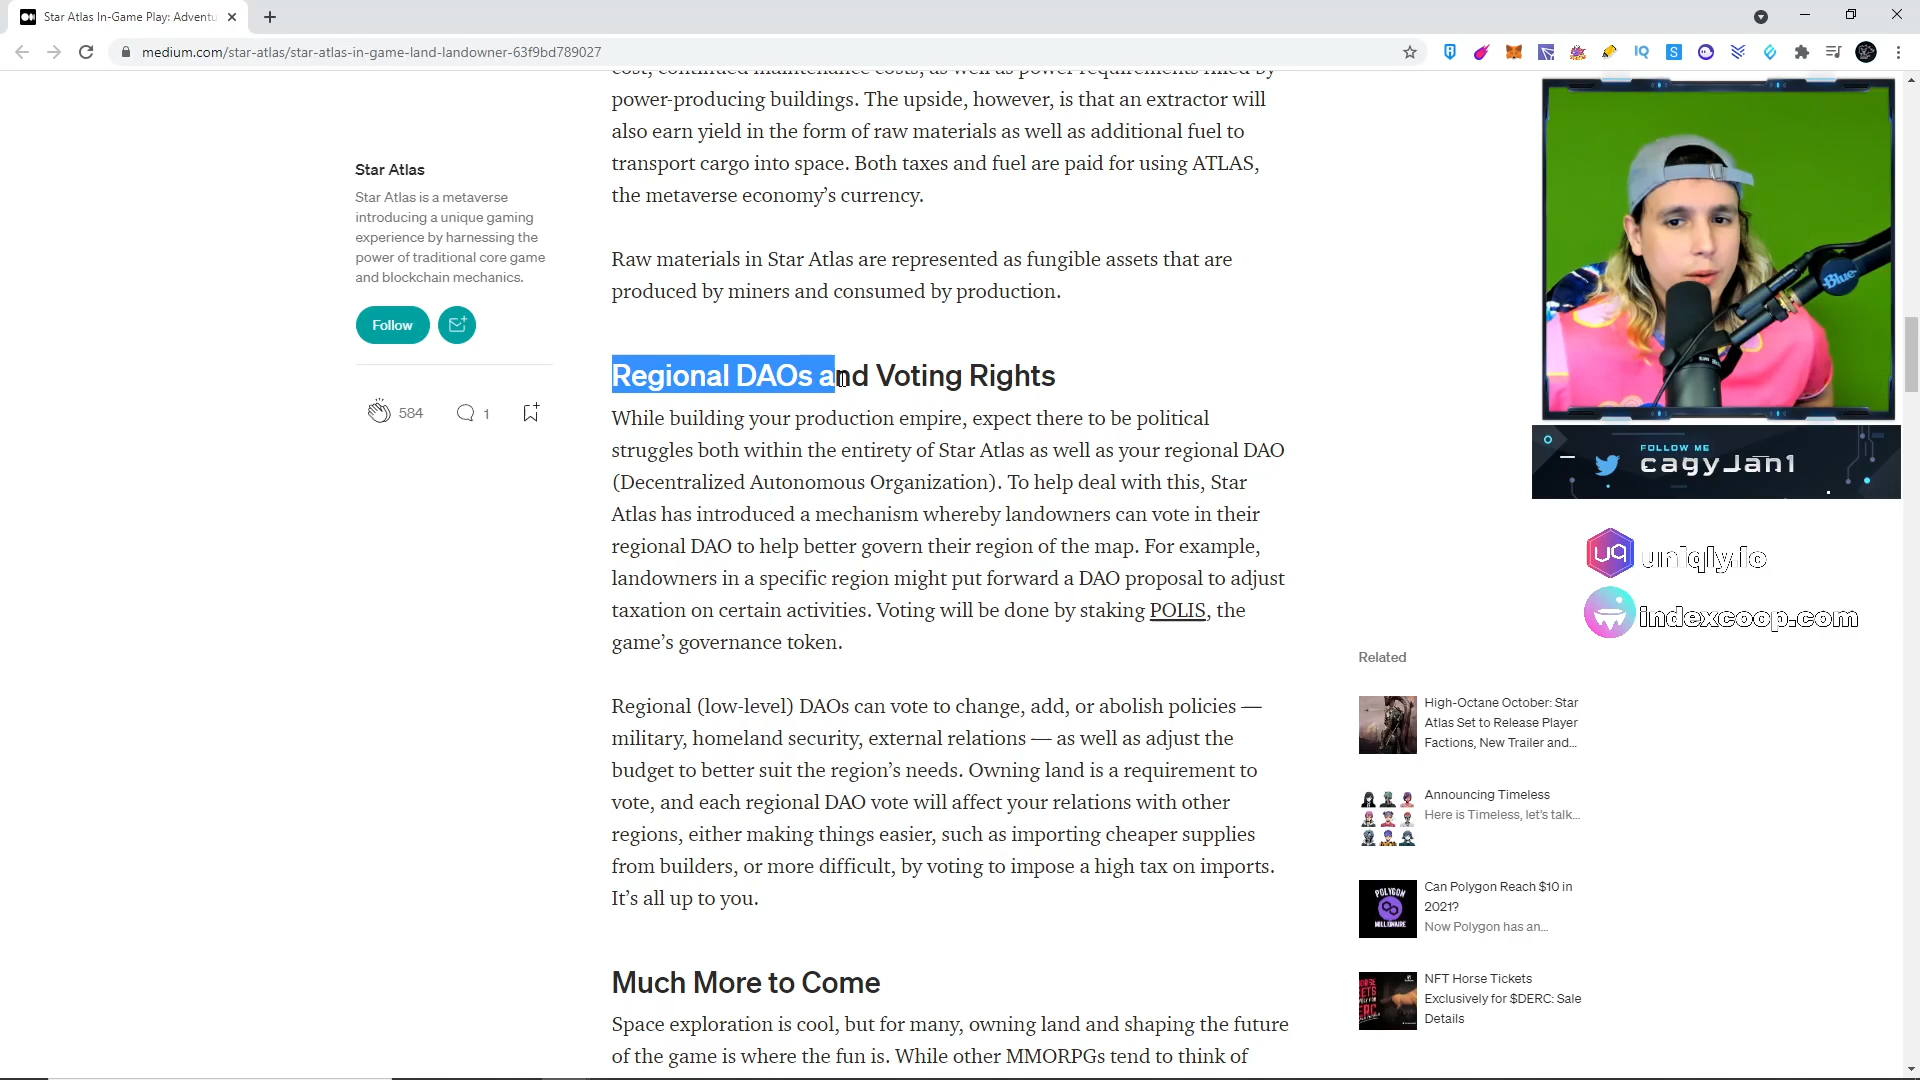 Star Atlas In-Game Play: Adventu
medium.com/star-atlas/star-atlas-in-game-land-landowner-63f9bd789027
cost, continued maintenance costs, as well as power requirements filled by
power-producing buildings. The upside, however, is that an extractor will
also earn yield in the form of raw materials as well as additional fuel to
transport cargo into space. Both taxes and fuel are paid for using ATLAS,
the metaverse economy's currency.
Raw materials in Star Atlas are represented as fungible assets that are
produced by miners and consumed by production.
Star Atlas
Star Atlas is a metaverse
introducing a unique gaming
experience by harnessing the
power of traditional core game
and blockchain mechanics.
Follow
584
1
Regional DAOs and Voting Rights
While building your production empire, expect there to be political
struggles both within the entirety of Star Atlas as well as your regional DAO
(Decentralized Autonomous Organization). To help deal with this, Star
Atlas has introduced a mechanism whereby landowners can vote in their
regional DAO to help better govern their region of the map. For example,
landowners in a specific region might put forward a DAO proposal to adjust
taxation on certain activities. Voting will be done by staking POLIS, the
game's governance token.
Regional (low-level) DAOs can vote to change, add, or abolish policies —
military, homeland security, external relations — as well as adjust the
budget to better suit the region's needs. Owning land is a requirement to
vote, and each regional DAO vote will affect your relations with other
regions, either making things easier, such as importing cheaper supplies
from builders, or more difficult, by voting to impose a high tax on imports.
It's all up to you.
Much More to Come
Space exploration is cool, but for many, owning land and shaping the future
of the game is where the fun is. While other MMORPGs tend to think of
Blue
FOLLOW ME
cagyJan1
uniqly.io
indexcoop.com
Related
High-Octane October: Star
Atlas Set to Release Player
Factions, New Trailer and...
Announcing Timeless
Here is Timeless, let's talk...
POLYGON
MILLIONAIRE
Can Polygon Reach $10 in
2021?
Now Polygon has an...
NFT Horse Tickets
Exclusively for $DERC: Sale
Details